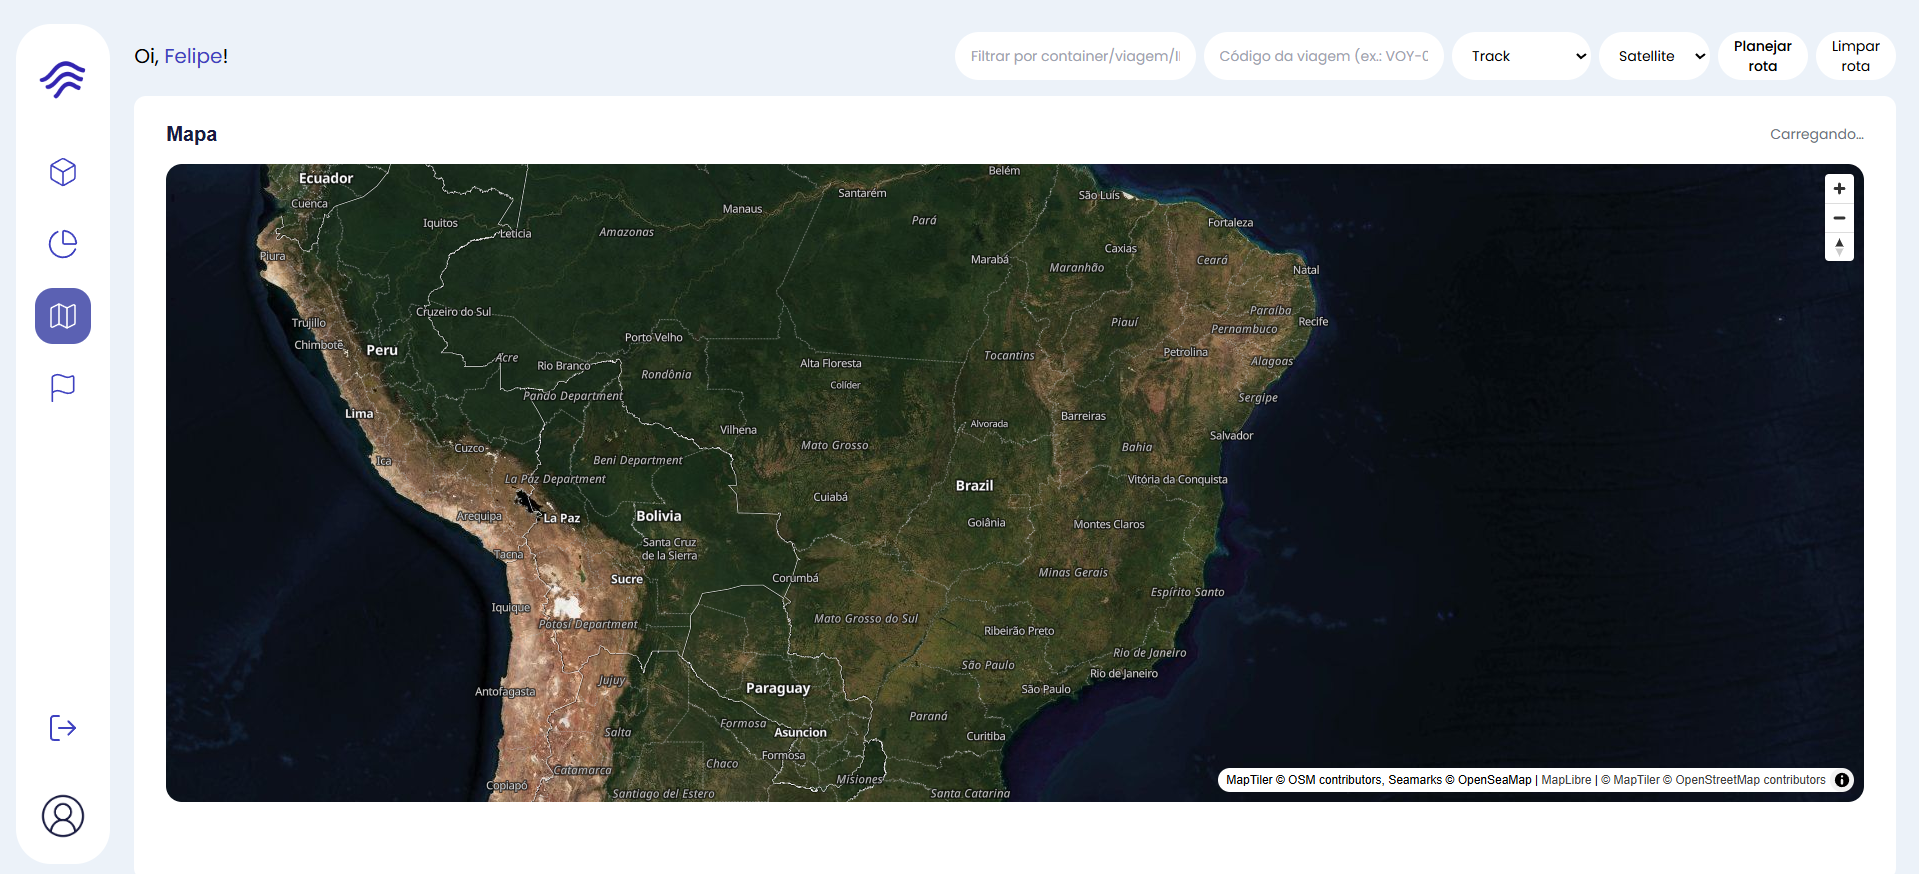 Oi, Felipe!
Filtrar por container/viagem/I
Código da viagem (ex.: VOY-0
Track
Satellite
Planejar
rota
Limpar
rota
Mapa
Carregando…
Ecuador
Cuenca
Piura
Iquitos
Leticia
Amazonas
Manaus
Santarém
Pará
Belém
São Luís
Fortaleza
Caxias
Marabá
Maranhão
Ceará
Natal
Trujillo
Chimbote
Peru
Cruzeiro do Sul
Acre
Rio Branco
Porto Velho
Rondônia
Pando Department
Alta Floresta
Colíder
Tocantins
Piauí
Paraíba
Pernambuco
Recife
Petrolina
Alagoas
Sergipe
Lima
Cuzco
Ica
Vilhena
Mato Grosso
Alvorada
Barreiras
Bahia
Salvador
Beni Department
La Paz Department
Arequipa
La Paz
Bolivia
Cuiabá
Brazil
Vitória da Conquista
Goiânia
Montes Claros
Tacna
Santa Cruz
de la Sierra
Sucre
Corumbá
Minas Gerais
Espírito Santo
Iquique
Potosí Department
Mato Grosso do Sul
Ribeirão Preto
Rio de Janeiro
São Paulo
Rio de Janeiro
São Paulo
Antofagasta
Jujuy
Paraguay
Paraná
Salta
Formosa
Asuncion
Formosa
Curitiba
Chaco
Catamarca
Misiones
Copiapó
Santiago del Estero
Santa Catarina
MapTiler © OSM contributors, Seamarks © OpenSeaMap | MapLibre | © MapTiler © OpenStreetMap contributors